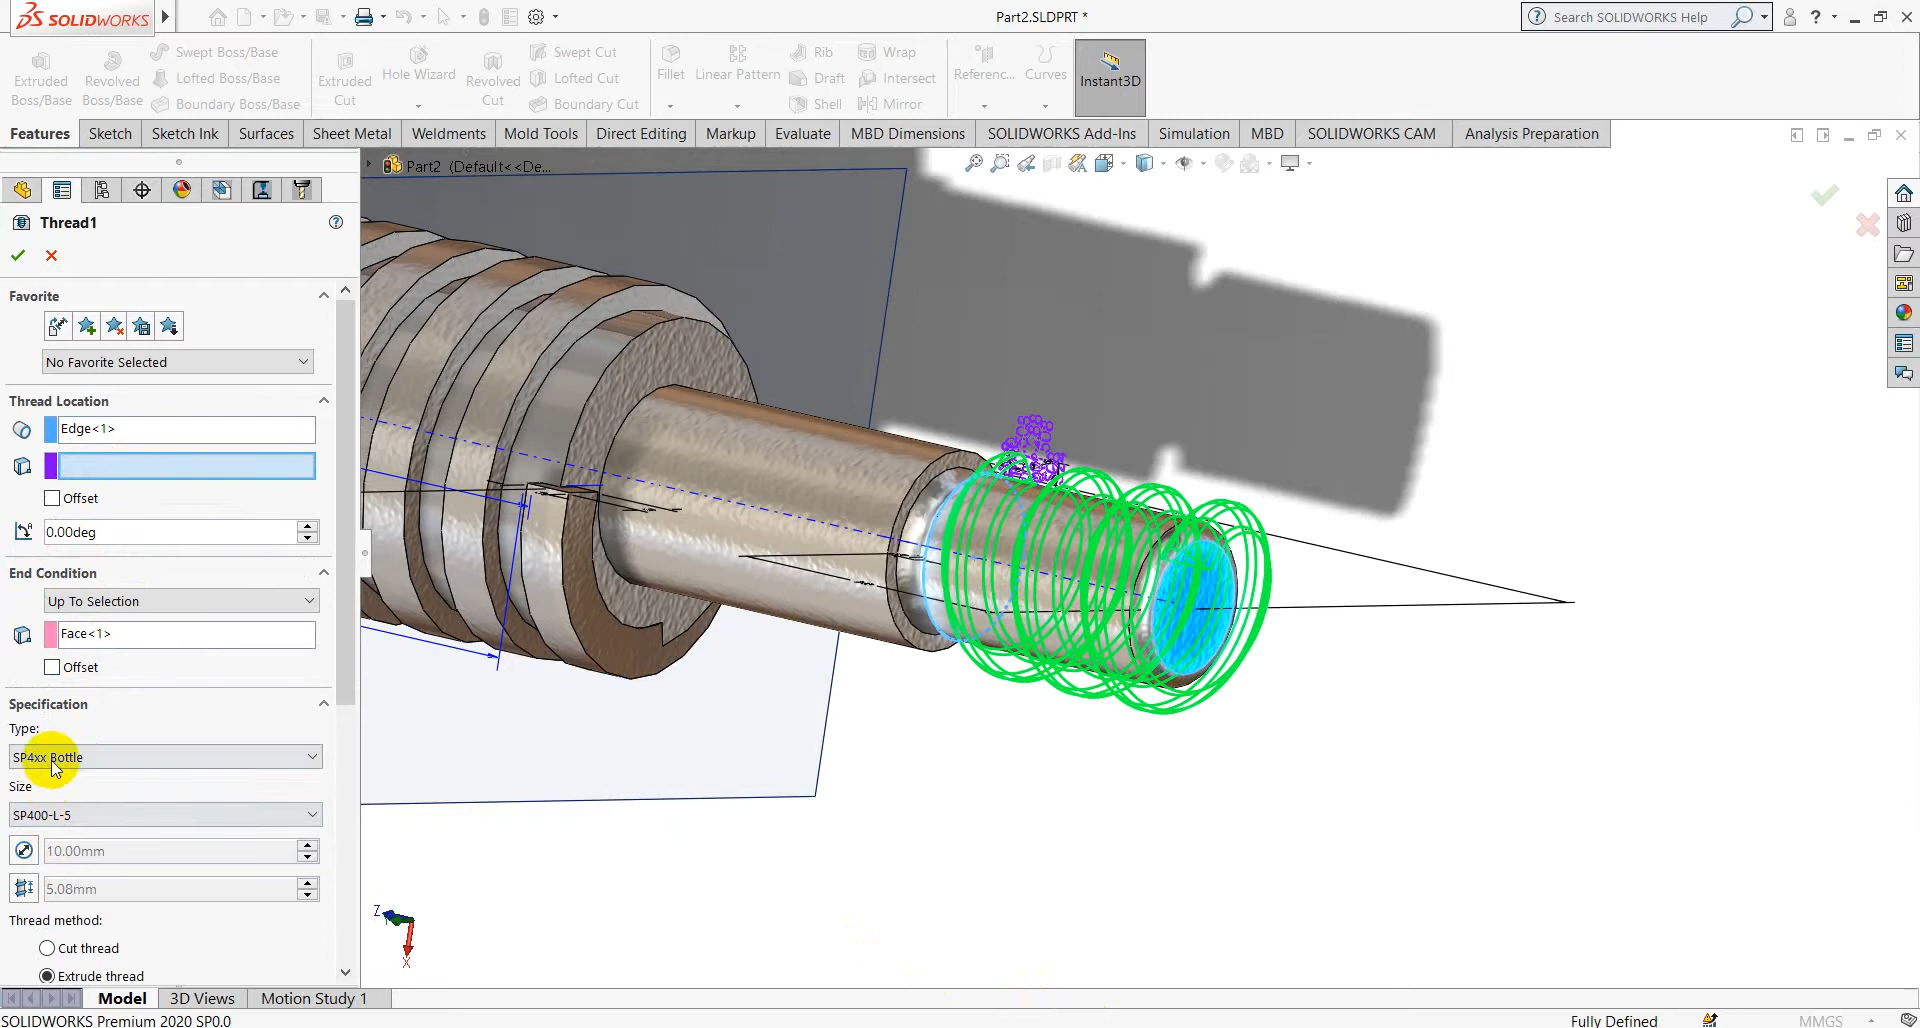 SOLIDWORKS
Part2.SLDPRT *
Search SOLIDWORKS Help
Extruded Boss/Base
Revolved Boss/Base
Swept Boss/Base
Lofted Boss/Base
Boundary Boss/Base
Extruded Cut
Hole Wizard
Revolved Cut
Swept Cut
Lofted Cut
Boundary Cut
Fillet
Linear Pattern
Rib
Draft
Shell
Wrap
Intersect
Mirror
Referenc...
Curves
Instant3D
Features
Sketch
Sketch Ink
Surfaces
Sheet Metal
Weldments
Mold Tools
Direct Editing
Markup
Evaluate
MBD Dimensions
SOLIDWORKS Add-Ins
Simulation
MBD
SOLIDWORKS CAM
Analysis Preparation
Part2 (Default<<De...
Thread1
Favorite
No Favorite Selected
Thread Location
Edge<1>
Offset
0.00deg
End Condition
Up To Selection
Face<1>
Offset
Specification
Type:
SP4xx Bottle
Size
SP400-L-5
10.00mm
5.08mm
Thread method:
Cut thread
Extrude thread
Z
X
Model
3D Views
Motion Study 1
SOLIDWORKS Premium 2020 SP0.0
Fully Defined
MMGS